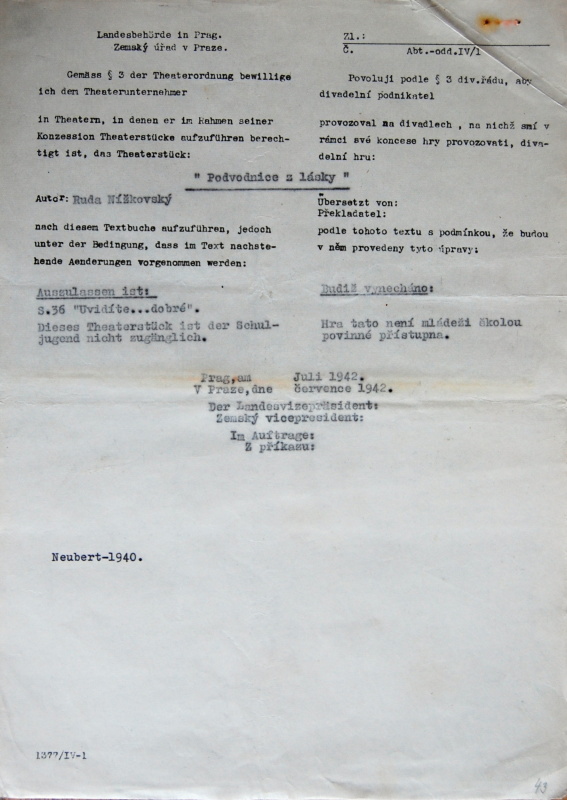 Landesbehörde in Prag.
Zemský úřad v Praze.
Zl.:
Č. Abt.-odd.IV/1
Gemäss § 3 der Theaterordnung bewillige
ich dem Theaterunternehmer
in Theatern, in denen er im Rahmen seiner
Konzession Theaterstücke aufzuführen berech-
tigt ist, das Theaterstück:
Povoluji podle § 3 div.řádu, aby
divadelní podnikatel
provozoval na divadlech , na nichž smí v
rámci své koncese hry provozovati, diva-
delní hru:
" Podvodnice z lásky "
Autor: Ruda Nížkovský
nach diesem Textbuche aufzuführen, jedoch
unter der Bedingung, dass im Text nachste-
hende Aenderungen vorgenommen werden:
Übersetzt von:
Překladatel:
podle tohoto textu s podmínkou, že budou
v něm provedeny tyto úpravy:
Auszulassen ist:
S.36 "Uvidíte...dobré".
Dieses Theaterstück ist der Schul-
jugend nicht zugänglich.
Budiž vynecháno:
Hra tato není mládeži školou
povinné přístupna.
Prag,am Juli 1942.
V Praze,dne července 1942.
Der Landesvizepräsident:
Zemský vicepresident:
Im Auftrage:
Z příkazu:
Neubert-1940.
1377/IV-1
43